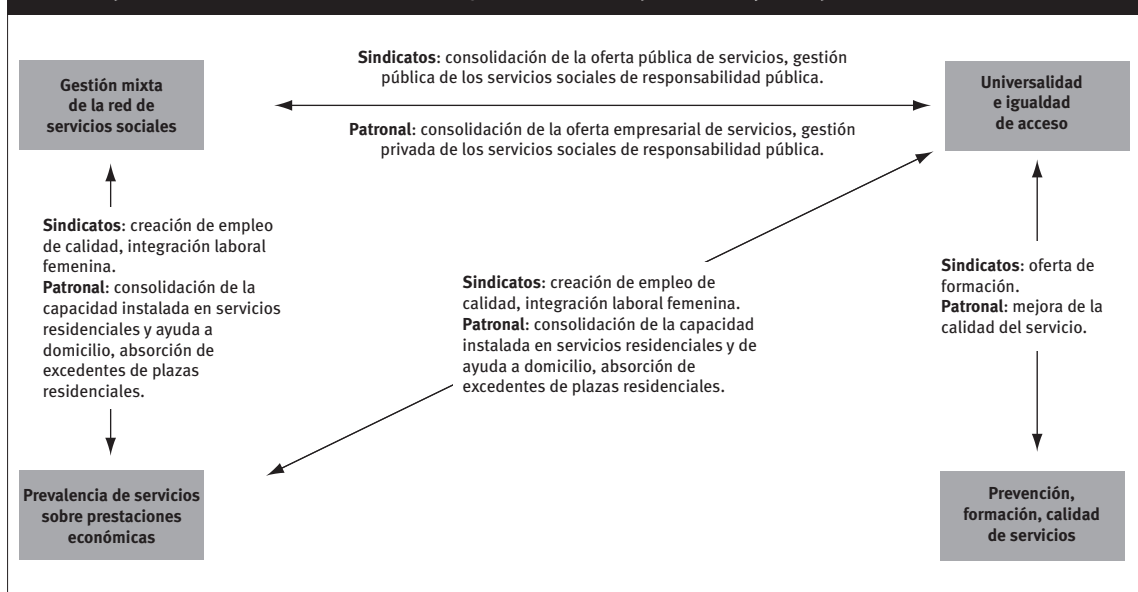 Gestión mixta
de la red de
servicios sociales
Sindicatos: consolidación de la oferta pública de servicios, gestión
pública de los servicios sociales de responsabilidad pública.
Patronal: consolidación de la oferta empresarial de servicios, gestión
privada de los servicios sociales de responsabilidad pública.
Universalidad
e igualdad
de acceso
Sindicatos: creación de empleo
de calidad, integración laboral
femenina.
Patronal: consolidación de la
capacidad instalada en servicios
residenciales y ayuda a
domicilio, absorción de
excedentes de plazas
residenciales.
Sindicatos: creación de empleo de
calidad, integración laboral femenina.
Patronal: consolidación de la capacidad
instalada en servicios residenciales y de
ayuda a domicilio, absorción de
excedentes de plazas residenciales.
Sindicatos: oferta de
formación.
Patronal: mejora de la
calidad del servicio.
Prevalencia de servicios
sobre prestaciones
económicas
Prevención,
formación, calidad
de servicios